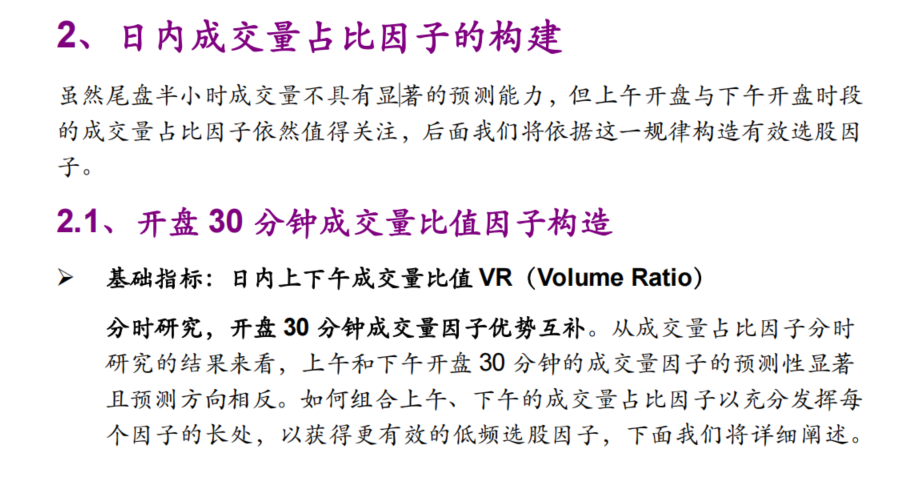 2、日内成交量占比因子的构建
虽然尾盘半小时成交量不具有显著的预测能力，但上午开盘与下午开盘时段
的成交量占比因子依然值得关注，后面我们将依据这一规律构造有效选股因
子。
2.1、开盘 30 分钟成交量比值因子构造
➢ 基础指标：日内上下午成交量比值 VR（Volume Ratio）
分时研究，开盘 30 分钟成交量因子优势互补。从成交量占比因子分时
研究的结果来看，上午和下午开盘 30 分钟的成交量因子的预测性显著
且预测方向相反。如何组合上午、下午的成交量占比因子以充分发挥每
个因子的长处，以获得更有效的低频选股因子，下面我们将详细阐述。